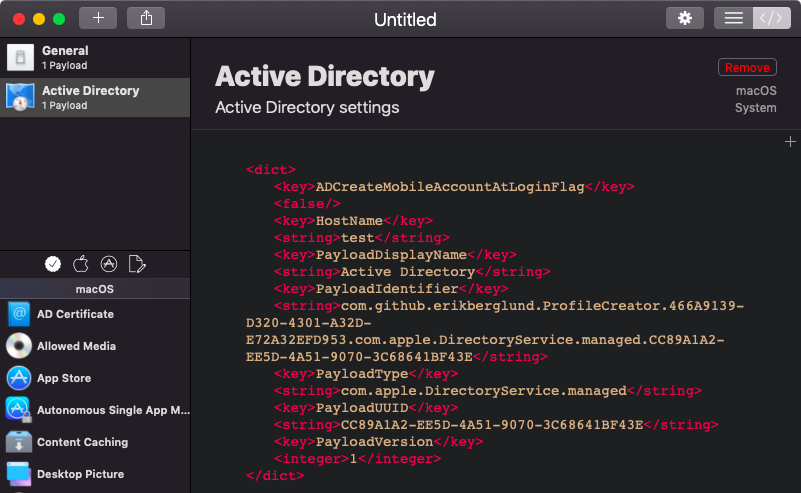 Untitled
General
1 Payload
Active Directory
1 Payload
Active Directory
Active Directory settings
Remove
macOS
System
<dict>
<key>ADCreateMobileAccountAtLoginFlag</key>
<false/>
<key>HostName</key>
<string>test</string>
<key>PayloadDisplayName</key>
<string>Active Directory</string>
<key>PayloadIdentifier</key>
<string>com.github.erikberglund.ProfileCreator.466A9139-
D320-4301-A32D-
E72A32EFD953.com.apple.DirectoryService.managed.CC89A1A2-
EE5D-4A51-9070-3C68641BF43E</string>
<key>PayloadType</key>
<string>com.apple.DirectoryService.managed</string>
<key>PayloadUUID</key>
<string>CC89A1A2-EE5D-4A51-9070-3C68641BF43E</string>
<key>PayloadVersion</key>
<integer>1</integer>
</dict>
macOS
AD Certificate
Allowed Media
App Store
Autonomous Single App M...
Content Caching
Desktop Picture